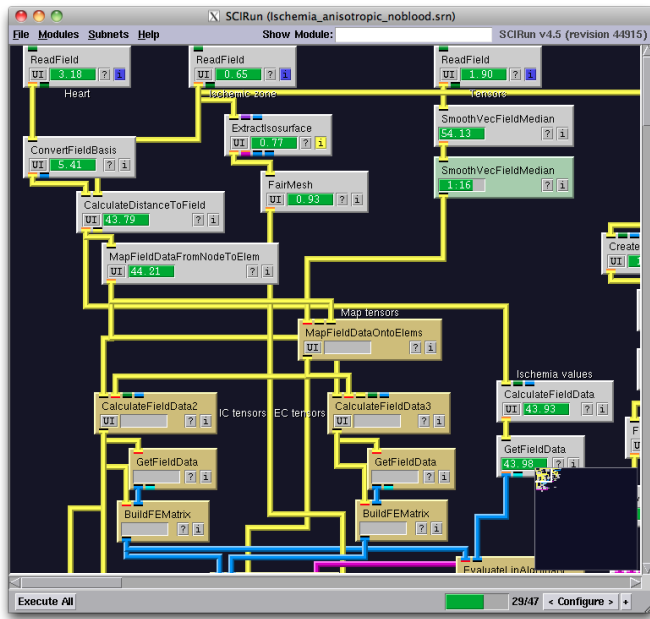 SCIRun (Ischemia_anisotropic_noblood.srn)
File Modules Subnets Help Show Module: SCIRun v4.5 (revision 44915)
ReadField
UI 3.18 ? i
Heart
ReadField
UI 0.65 ? i
Ischemic zone
ReadField
UI 1.90 ? i
Tensors
ExtractIsosurface
UI 0.77 ? i
SmoothVecFieldMedian
54.13 ? i
ConvertFieldBasis
UI 5.41 ? i
FairMesh
UI 0.93 ? i
SmoothVecFieldMedian
1:16 ? i
CalculateDistanceToField
UI 43.79 ? i
MapFieldDataFromNodeToElem
UI 44.21 ? i
Create
UI
Map tensors
MapFieldDataOntoElems
UI ? i
Ischemia values
CalculateFieldData2
UI ? i
IC tensors
EC tensors
CalculateFieldData3
UI ? i
CalculateFieldData
UI 43.93 ? i
GetFieldData
? i
GetFieldData
? i
GetFieldData
43.98 ? i
F
UI
BuildFEMatrix
? i
BuildFEMatrix
? i
Execute All 29/47 < Configure > +